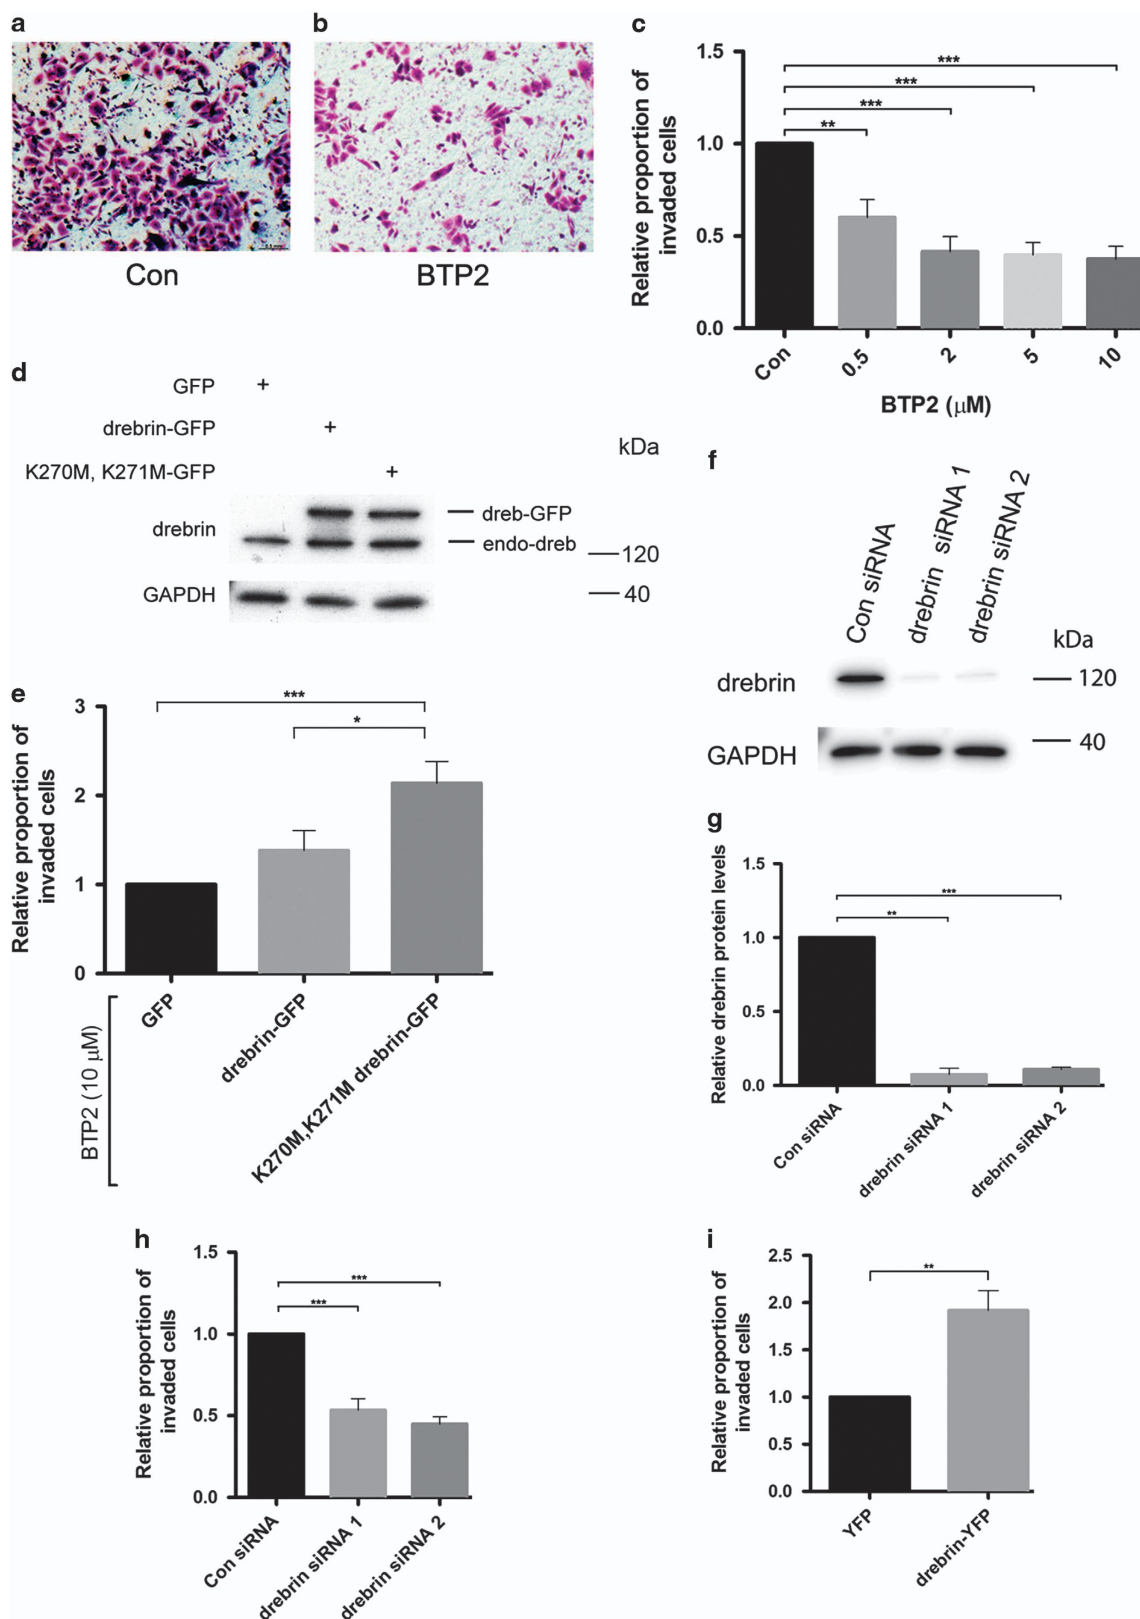 a
b
Con
BTP2
c
Relative proportion of
invaded cells
1.5
1.0
0.5
0.0
***
***
***
**
Con
0.5
2
5
10
BTP2 (μM)
d
GFP
+
drebrin-GFP
+
K270M, K271M-GFP
+
kDa
drebrin
dreb-GFP
endo-dreb
120
GAPDH
40
e
Relative proportion of
invaded cells
3
2
1
0
***
*
GFP
drebrin-GFP
K270M,K271M drebrin-GFP
BTP2 (10 μM)
f
Con siRNA
drebrin siRNA 1
drebrin siRNA 2
kDa
drebrin
120
GAPDH
40
g
Relative drebrin protein levels
1.5
1.0
0.5
0.0
***
**
Con siRNA
drebrin siRNA 1
drebrin siRNA 2
h
Relative proportion of
invaded cells
1.5
1.0
0.5
0.0
***
***
Con siRNA
drebrin siRNA 1
drebrin siRNA 2
i
Relative proportion of
invaded cells
2.5
2.0
1.5
1.0
0.5
0.0
**
YFP
drebrin-YFP